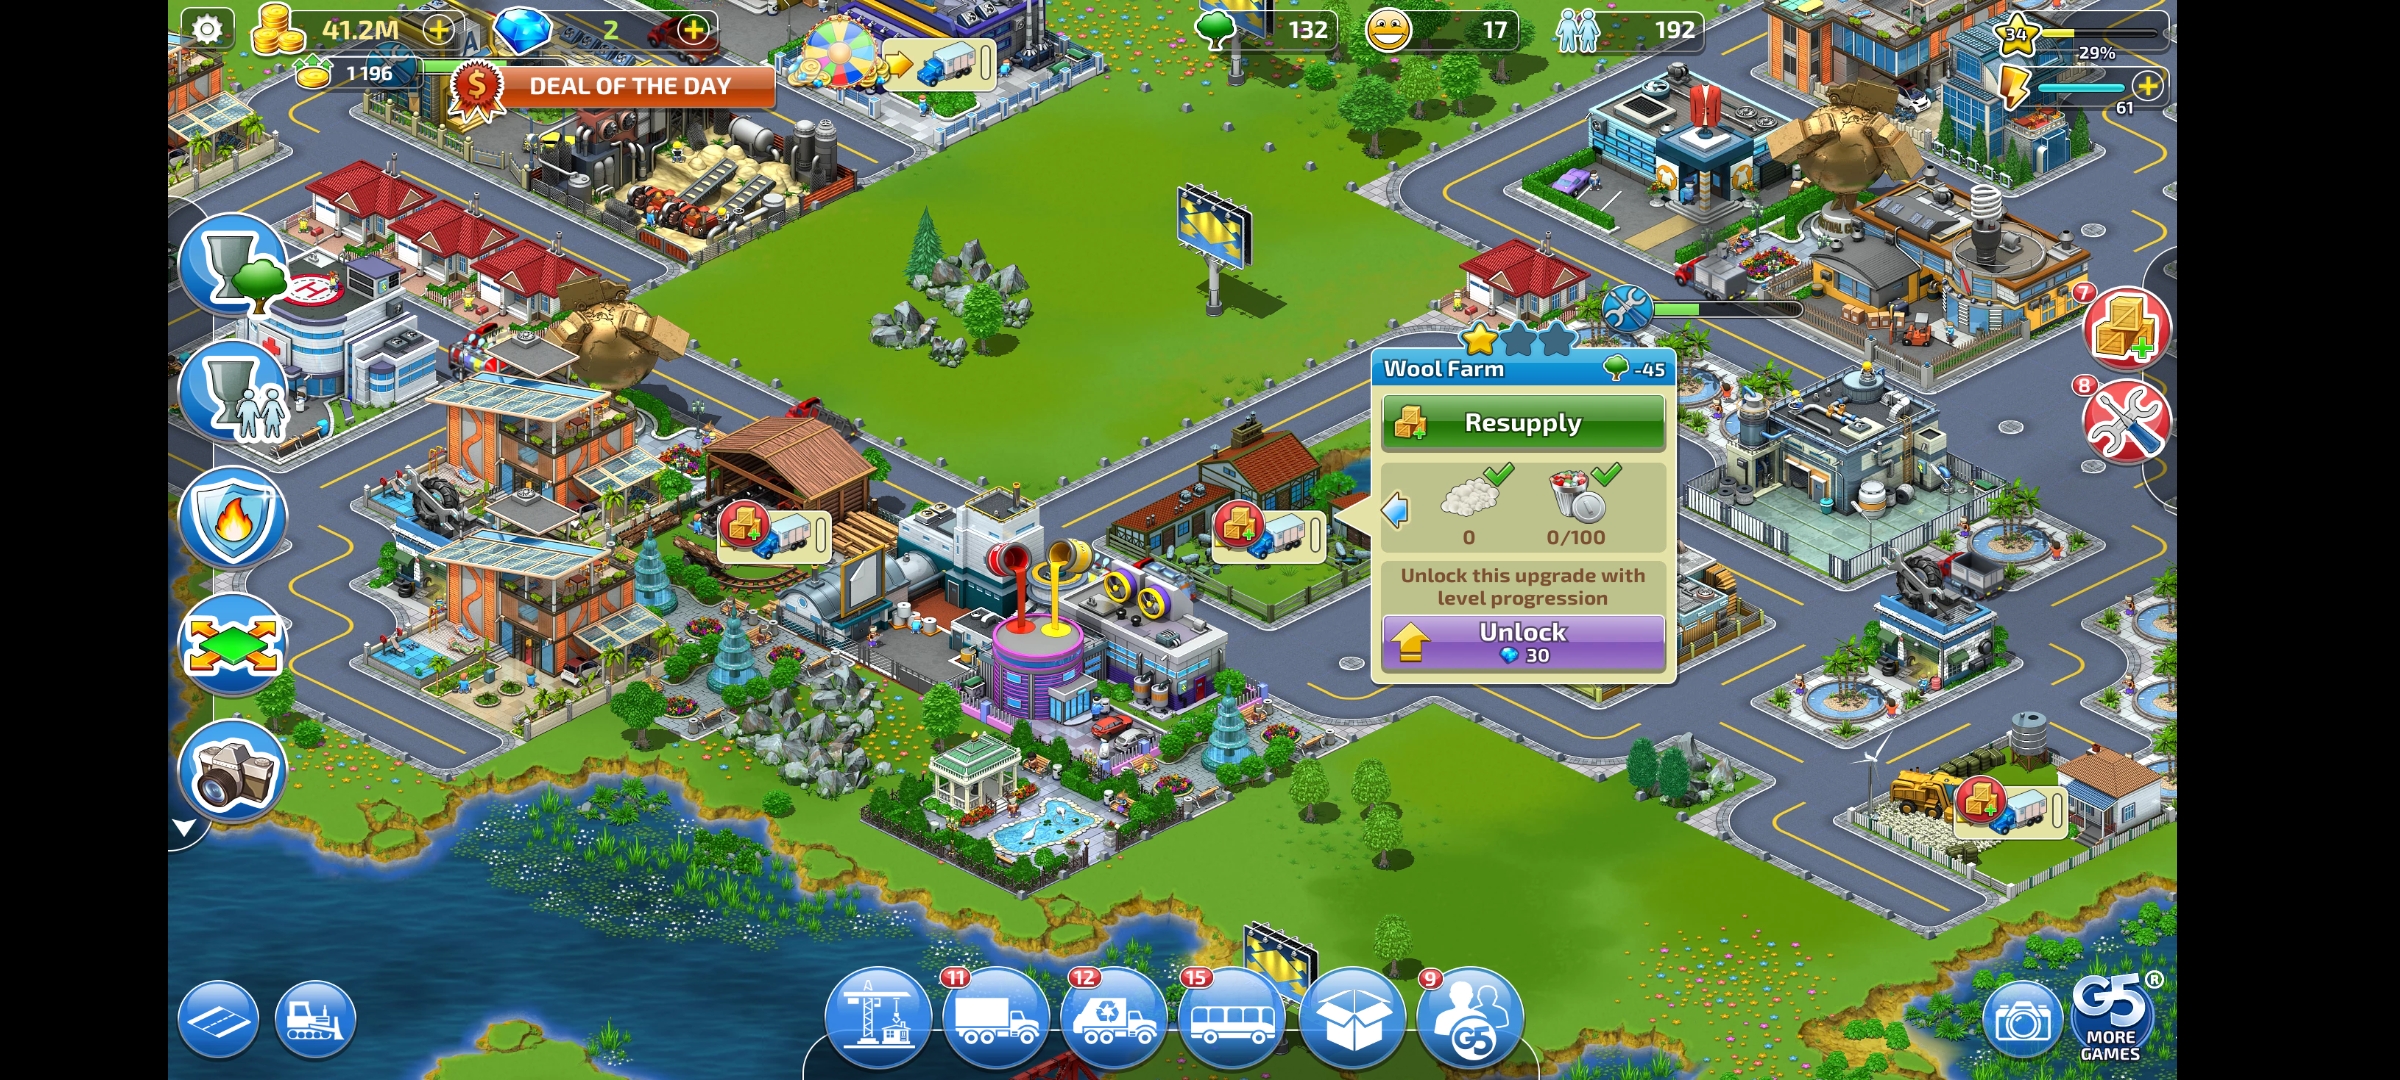 41.2M
2
132
17
192
34
29%
1 196
DEAL OF THE DAY
61
H
7
Wool Farm
-45
Resupply
8
0
0/100
Unlock this upgrade with
level progression
Unlock
30
11
12
15
9
G5
G5®
MORE
GAMES